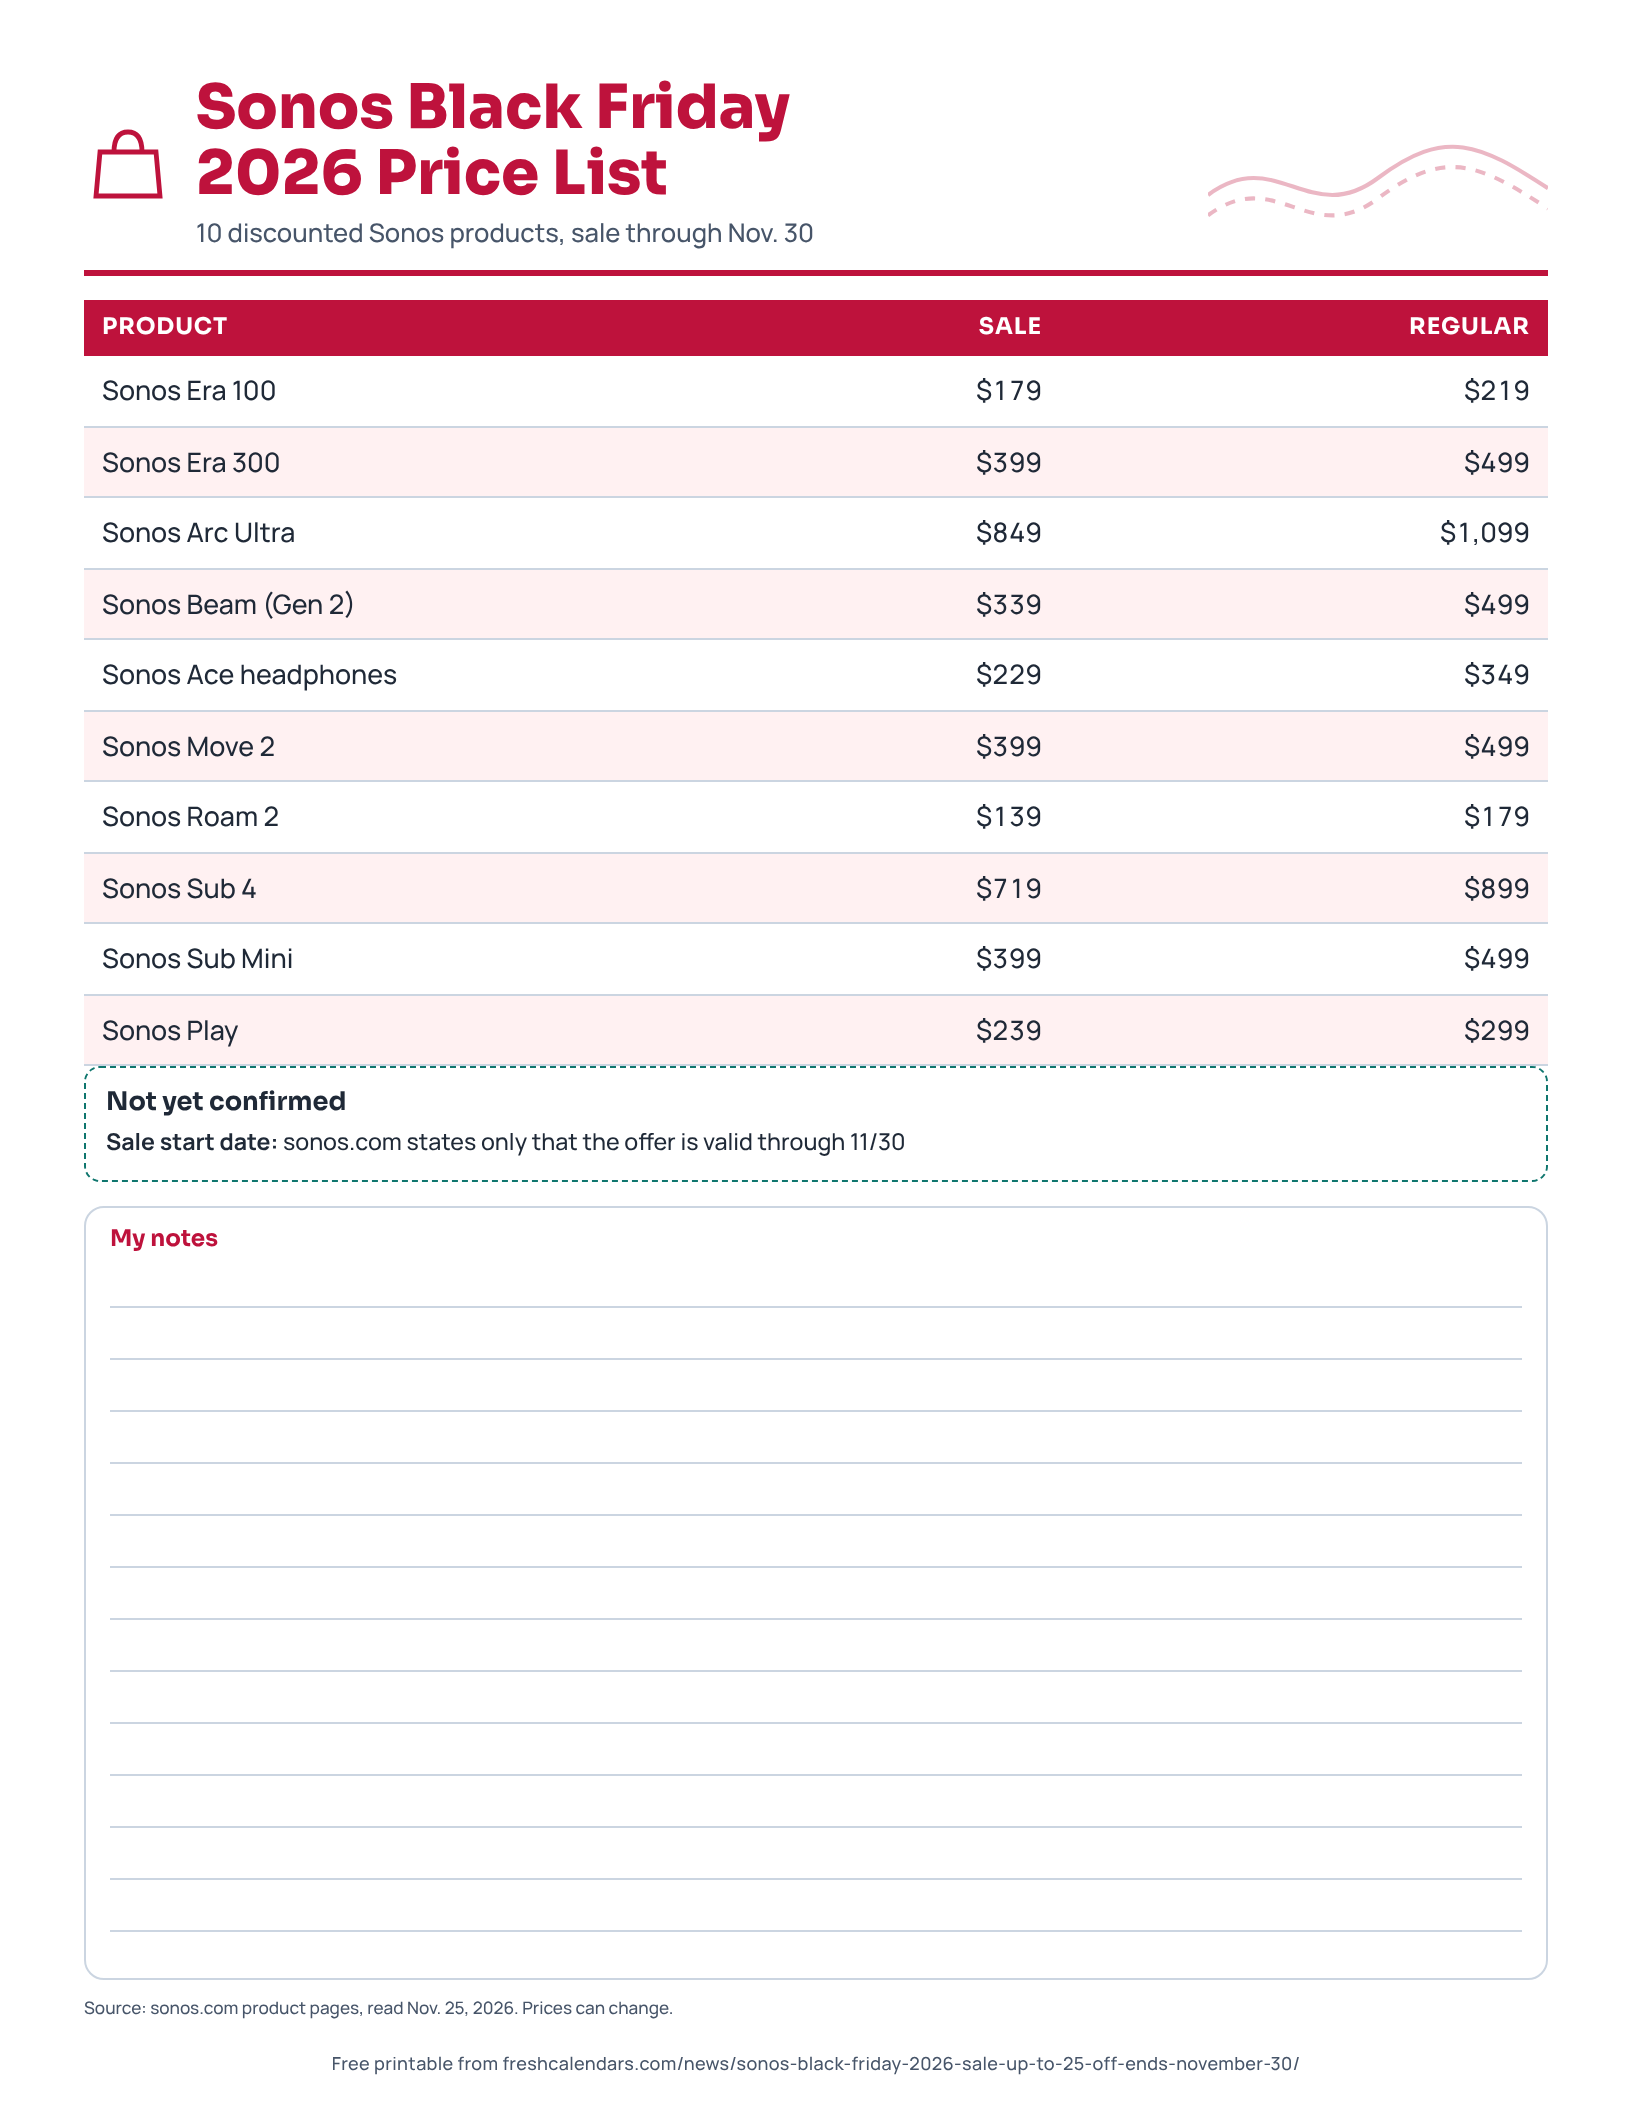 Sonos Black Friday
2026 Price List
10 discounted Sonos products, sale through Nov. 30
PRODUCT SALE REGULAR
Sonos Era 100 $179 $219
Sonos Era 300 $399 $499
Sonos Arc Ultra $849 $1,099
Sonos Beam (Gen 2) $339 $499
Sonos Ace headphones $229 $349
Sonos Move 2 $399 $499
Sonos Roam 2 $139 $179
Sonos Sub 4 $719 $899
Sonos Sub Mini $399 $499
Sonos Play $239 $299
Not yet confirmed
Sale start date: sonos.com states only that the offer is valid through 11/30
My notes
Source: sonos.com product pages, read Nov. 25, 2026. Prices can change.
Free printable from freshcalendars.com/news/sonos-black-friday-2026-sale-up-to-25-off-ends-november-30/